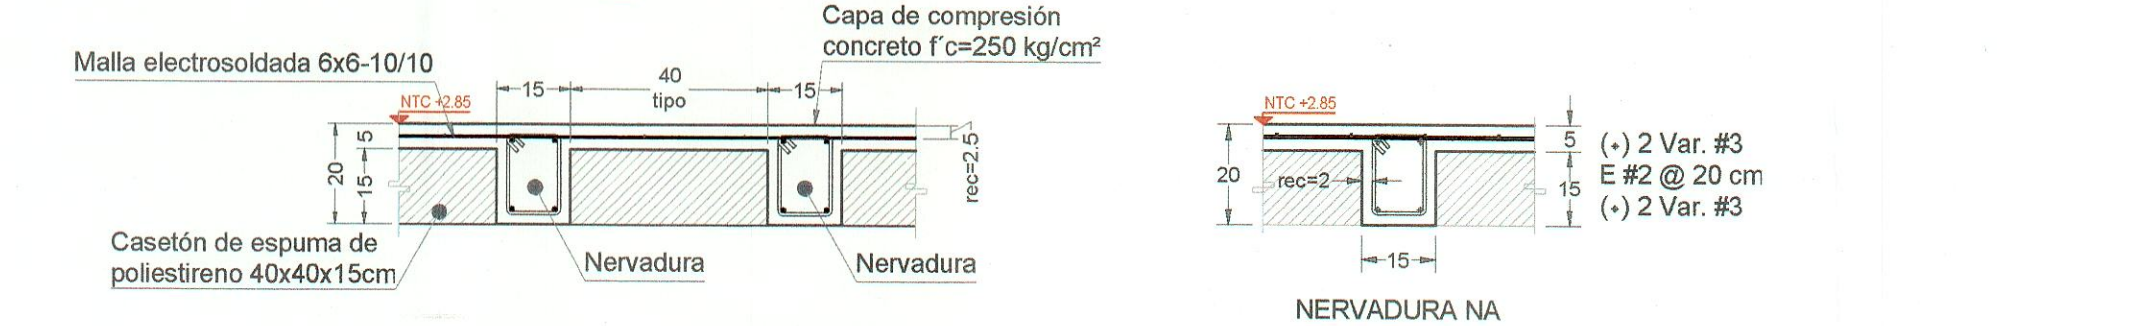 Capa de compresión
concreto f´c=250 kg/cm²
Malla electrosoldada 6x6-10/10
40
tipo
15
15
NTC +2.85
5
20
15
rec=2.5
Casetón de espuma de
poliestireno 40x40x15cm
Nervadura
Nervadura
NTC +2.85
20
rec=2
5
15
15
(+) 2 Var. #3
E #2 @ 20 cm
(+) 2 Var. #3
NERVADURA NA